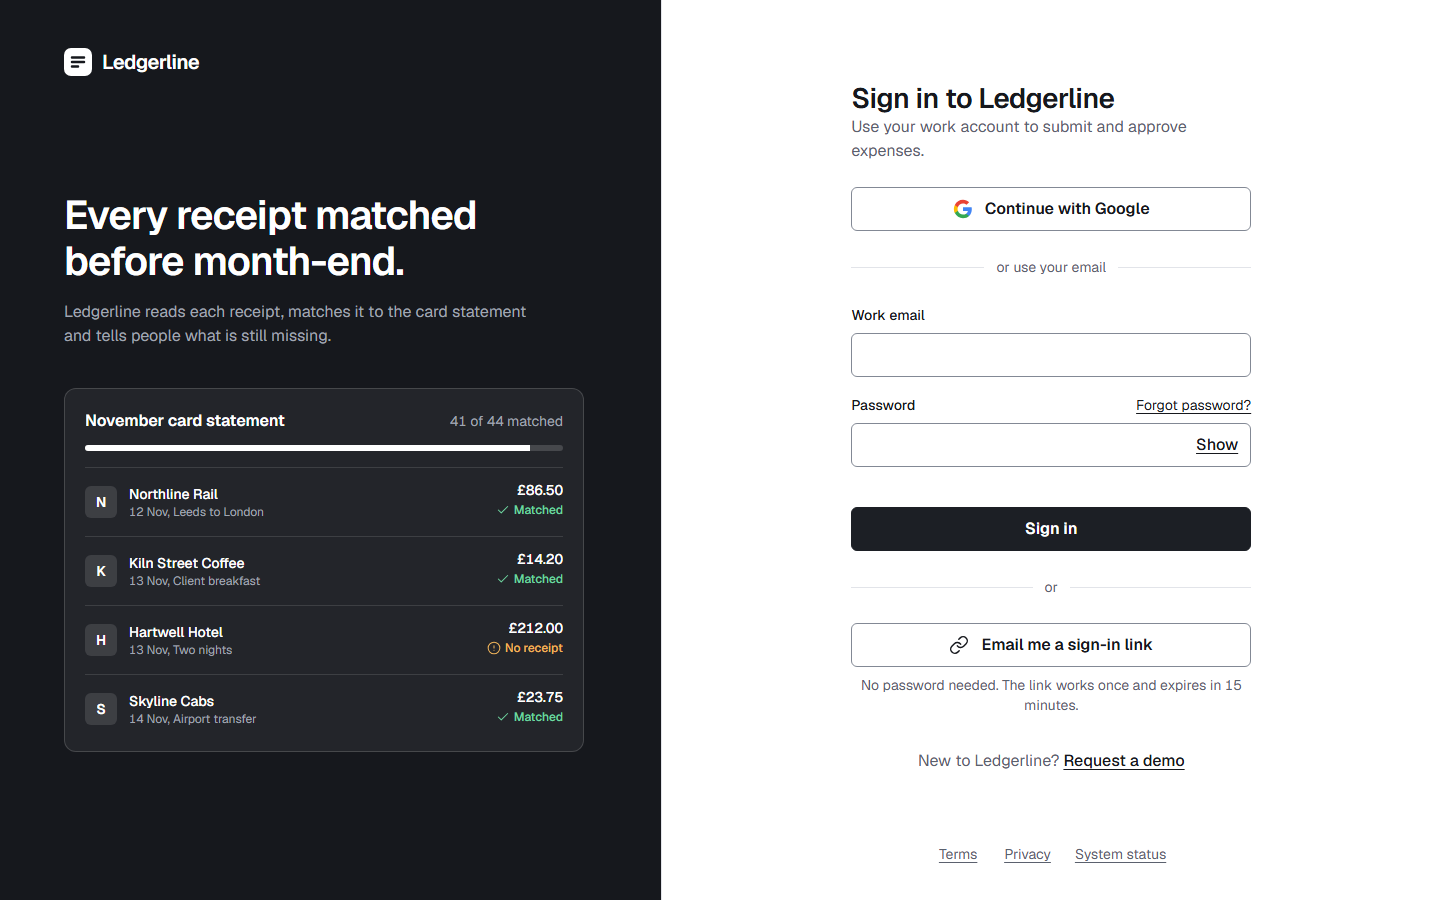 Ledgerline
Every receipt matched
before month-end.
Ledgerline reads each receipt, matches it to the card statement
and tells people what is still missing.
November card statement
41 of 44 matched
N
Northline Rail
12 Nov, Leeds to London
£86.50
Matched
K
Kiln Street Coffee
13 Nov, Client breakfast
£14.20
Matched
H
Hartwell Hotel
13 Nov, Two nights
£212.00
No receipt
S
Skyline Cabs
14 Nov, Airport transfer
£23.75
Matched
Sign in to Ledgerline
Use your work account to submit and approve
expenses.
Continue with Google
or use your email
Work email
Password
Forgot password?
Show
Sign in
or
Email me a sign-in link
No password needed. The link works once and expires in 15
minutes.
New to Ledgerline? Request a demo
Terms
Privacy
System status